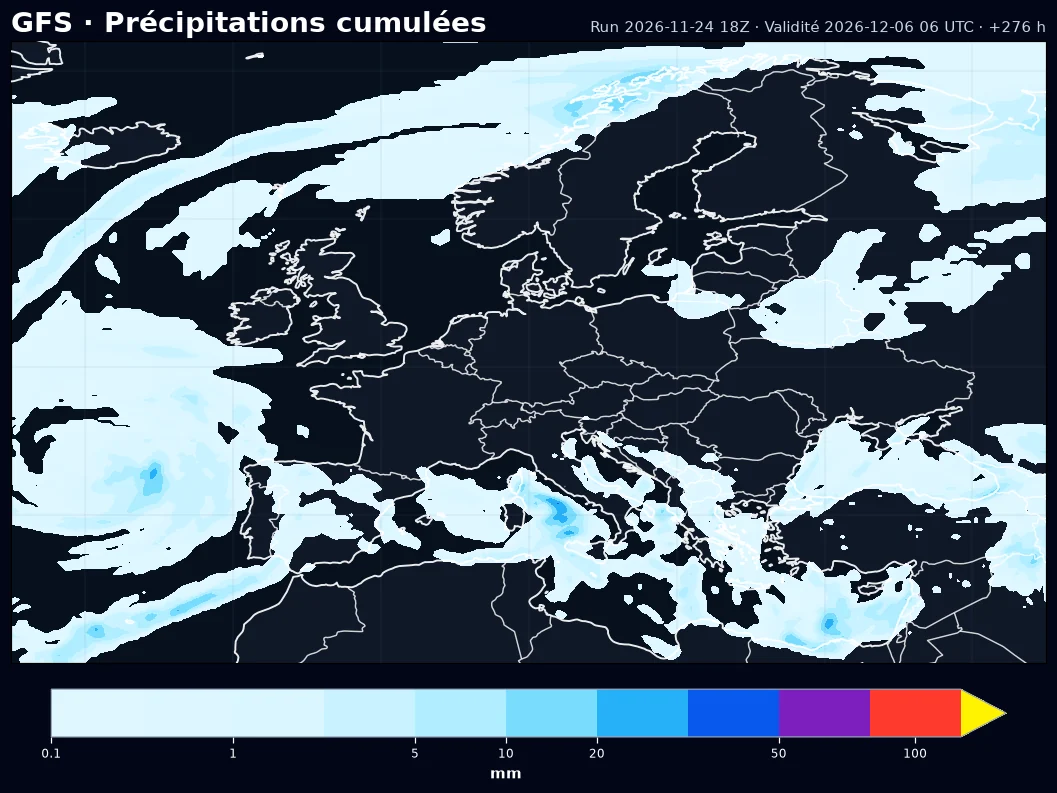 GFS · Précipitations cumulées
Run 2026-11-24 18Z · Validité 2026-12-06 06 UTC · +276 h
0.1 1 5 10 20 50 100
mm